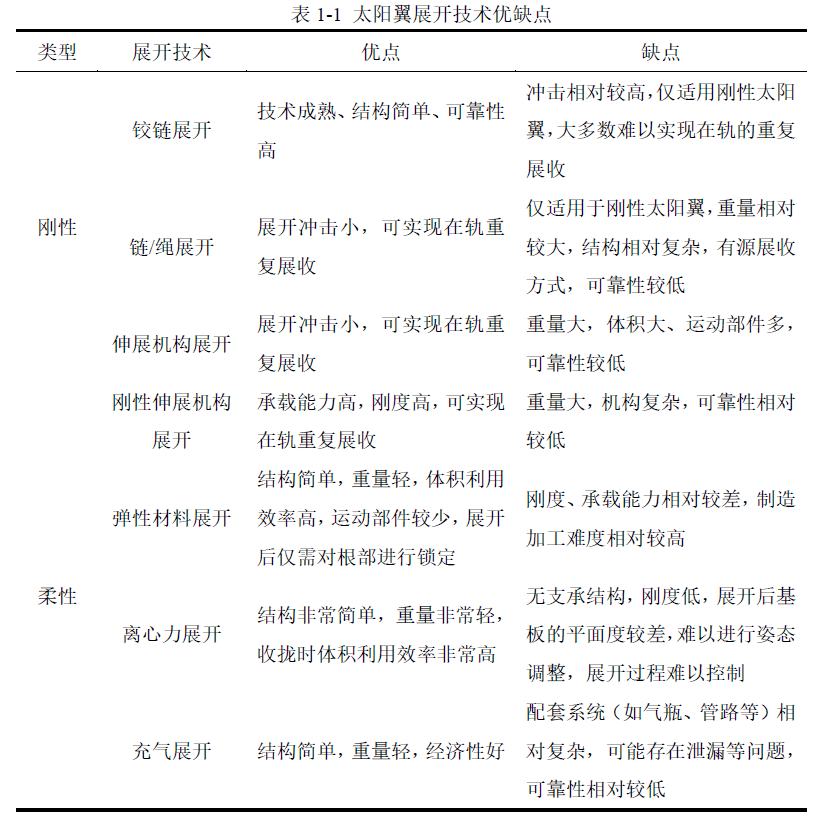 表 1-1 太阳翼展开技术优缺点
类型 展开技术 优点 缺点
刚性
铰链展开
技术成熟、结构简单、可靠性
高
冲击相对较高，仅适用刚性太阳
翼，大多数难以实现在轨的重复
展收
链/绳展开
展开冲击小，可实现在轨重
复展收
仅适用于刚性太阳翼，重量相对
较大，结构相对复杂，有源展收
方式，可靠性较低
伸展机构展开
展开冲击小，可实现在轨重
复展收
重量大，体积大、运动部件多，
可靠性较低
柔性
刚性伸展机构
展开
承载能力高，刚度高，可实现
在轨重复展收
重量大，机构复杂，可靠性相对
较低
弹性材料展开
结构简单，重量轻，体积利用
效率高，运动部件较少，展开
后仅需对根部进行锁定
刚度、承载能力相对较差，制造
加工难度相对较高
离心力展开
结构非常简单，重量非常轻，
收拢时体积利用效率非常高
无支承结构，刚度低，展开后基
板的平面度较差，难以进行姿态
调整，展开过程难以控制
充气展开
结构简单，重量轻，经济性好
配套系统（如气瓶、管路等）相
对复杂，可能存在泄漏等问题，
可靠性相对较低